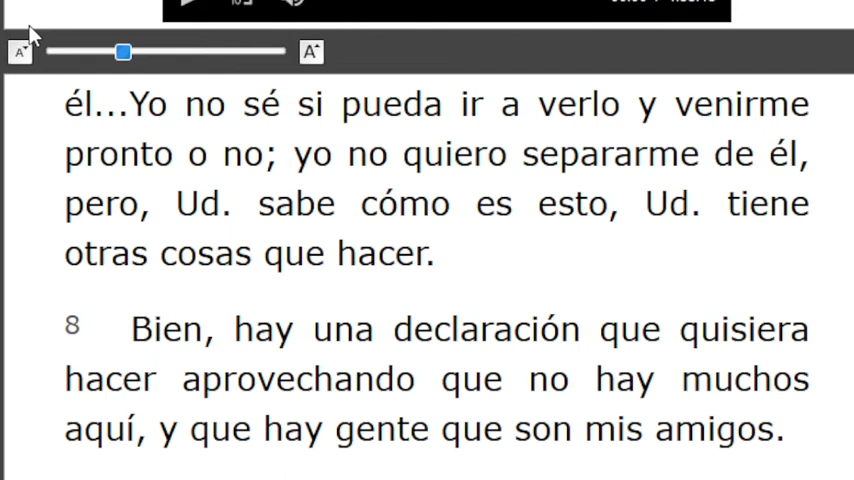 A
A
él...Yo no sé si pueda ir a verlo y venirme
pronto o no; yo no quiero separarme de él,
pero, Ud. sabe cómo es esto, Ud. tiene
otras cosas que hacer.
8 Bien, hay una declaración que quisiera
hacer aprovechando que no hay muchos
aquí, y que hay gente que son mis amigos.